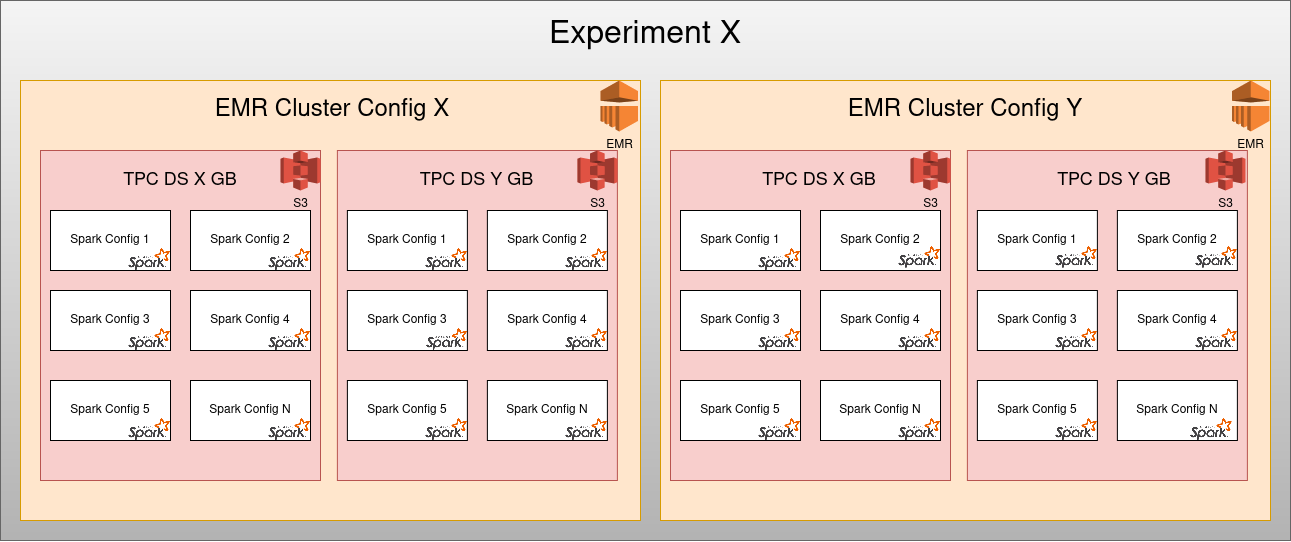 Experiment X
EMR Cluster Config X
EMR
TPC DS X GB
S3
Spark Config 1
Spark
Spark Config 2
Spark
Spark Config 3
Spark
Spark Config 4
Spark
Spark Config 5
Spark
Spark Config N
Spark
TPC DS Y GB
S3
Spark Config 1
Spark
Spark Config 2
Spark
Spark Config 3
Spark
Spark Config 4
Spark
Spark Config 5
Spark
Spark Config N
Spark
EMR Cluster Config Y
EMR
TPC DS X GB
S3
Spark Config 1
Spark
Spark Config 2
Spark
Spark Config 3
Spark
Spark Config 4
Spark
Spark Config 5
Spark
Spark Config N
Spark
TPC DS Y GB
S3
Spark Config 1
Spark
Spark Config 2
Spark
Spark Config 3
Spark
Spark Config 4
Spark
Spark Config 5
Spark
Spark Config N
Spark